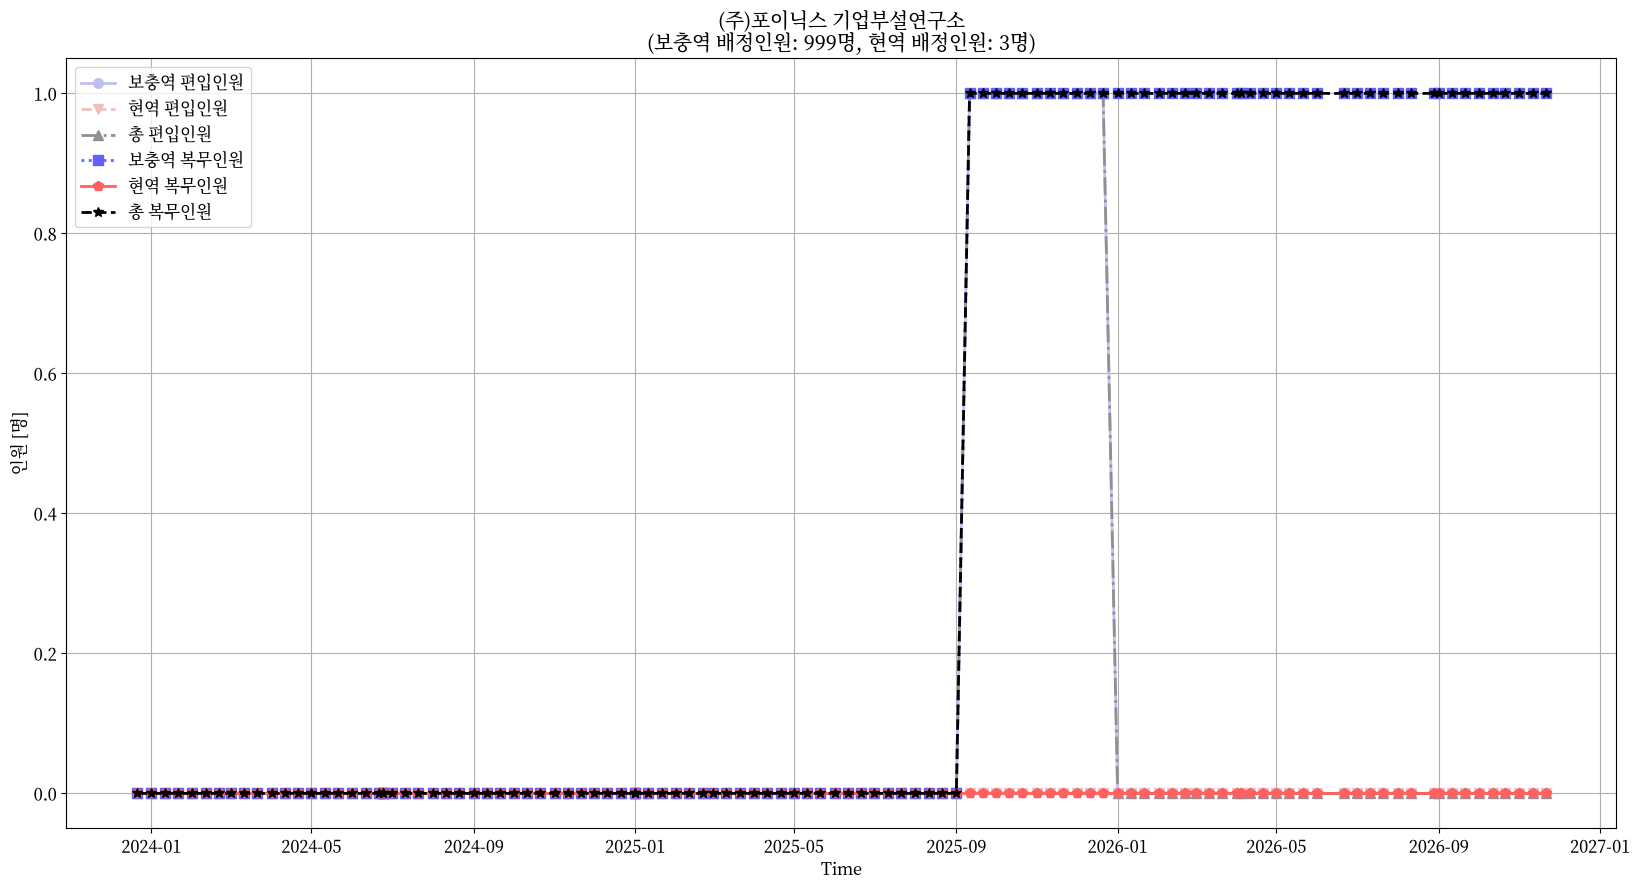 (주)포이닉스 기업부설연구소
(보충역 배정인원: 999명, 현역 배정인원: 3명)
보충역 편입인원
현역 편입인원
총 편입인원
보충역 복무인원
현역 복무인원
총 복무인원
인원 [명]
1.0
0.8
0.6
0.4
0.2
0.0
2024-01
2024-05
2024-09
2025-01
2025-05
2025-09
2026-01
2026-05
2026-09
2027-01
Time